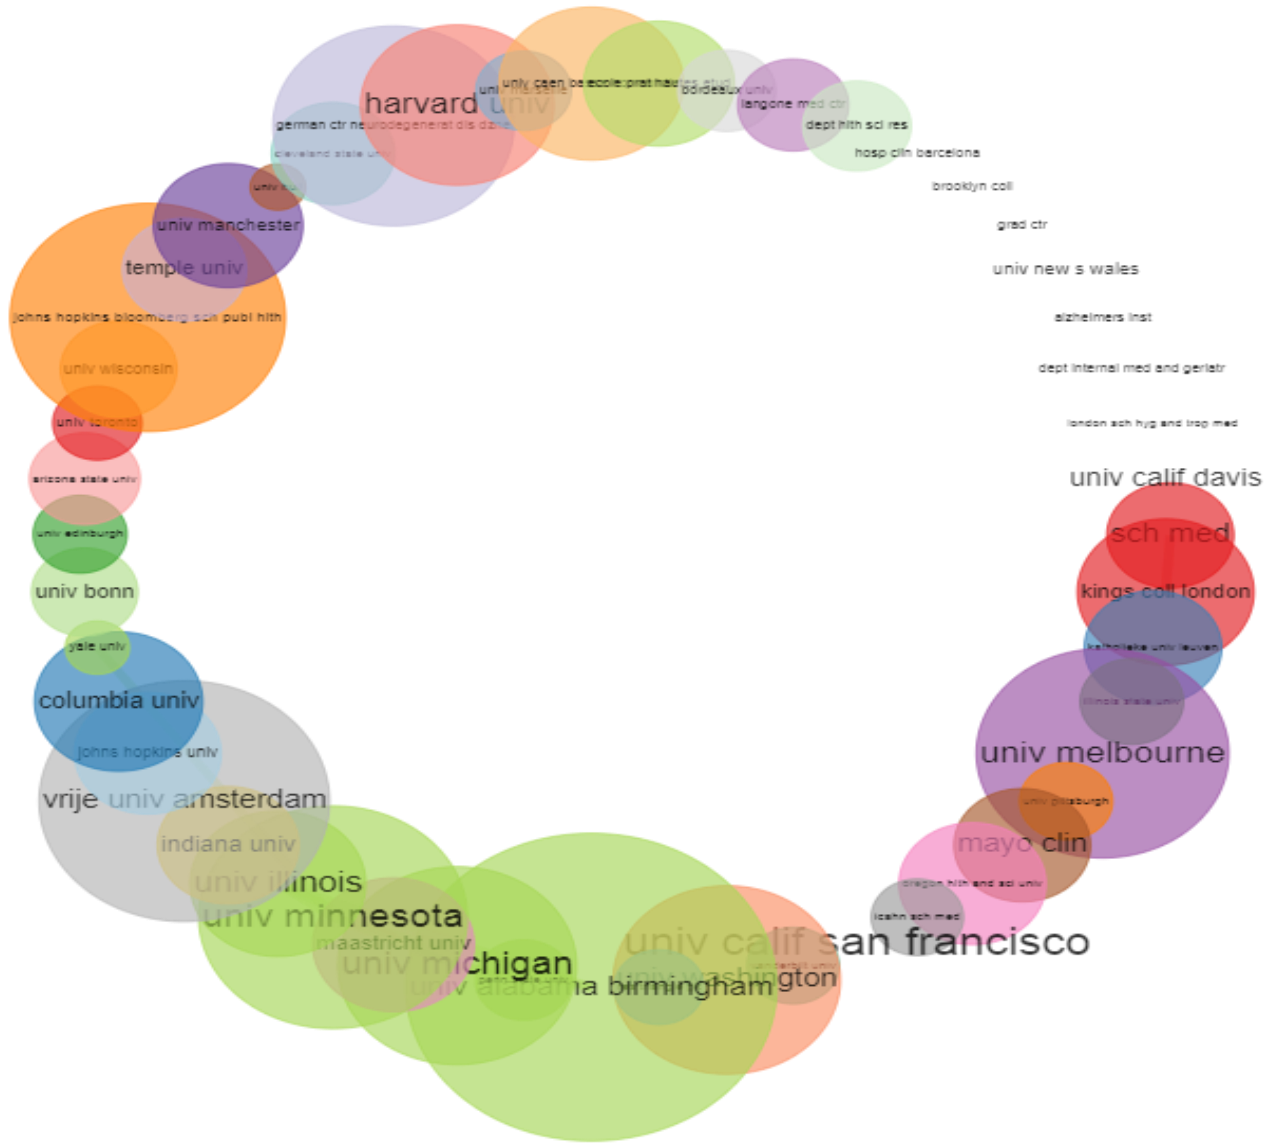 harvard univ
univ caen
ecole prat hautes etud
bordeaux univ
langone med ctr
german ctr neurodegenerat dis dzne
dept hlth sci res
cleveland state univ
hosp clin barcelona
brooklyn coll
univ manchester
grad ctr
temple univ
univ new s wales
johns hopkins bloomberg sch publ hlth
alzheimers inst
univ wisconsin
dept internal med and geriatr
univ toronto
london sch hyg and trop med
arizona state univ
univ calif davis
univ edinburgh
sch med
univ bonn
kings coll london
yale univ
katholieke univ leuven
columbia univ
illinois state univ
johns hopkins univ
univ melbourne
vrije univ amsterdam
univ pittsburgh
indiana univ
mayo clin
univ illinois
oregon hlth and sci univ
univ minnesota
icahn sch med
maastricht univ
univ calif san francisco
univ michigan
vanderbilt univ
univ washington
univ alabama birmingham